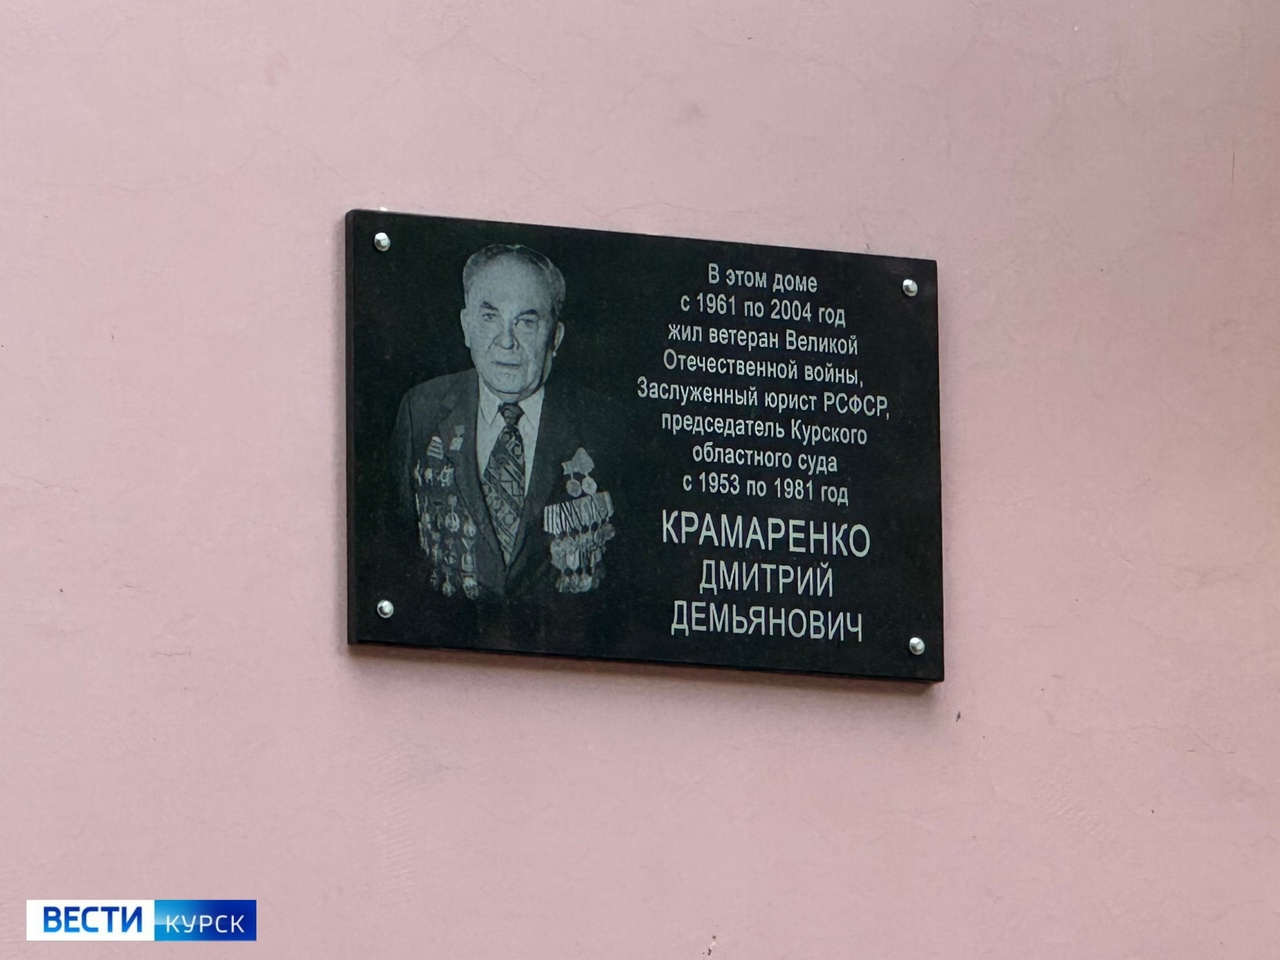 В этом доме
с 1961 по 2004 год
жил ветеран Великой
Отечественной войны,
Заслуженный юрист РСФСР,
председатель Курского
областного суда
с 1953 по 1981 год
КРАМАРЕНКО
ДМИТРИЙ
ДЕМЬЯНОВИЧ
ВЕСТИ КУРСК